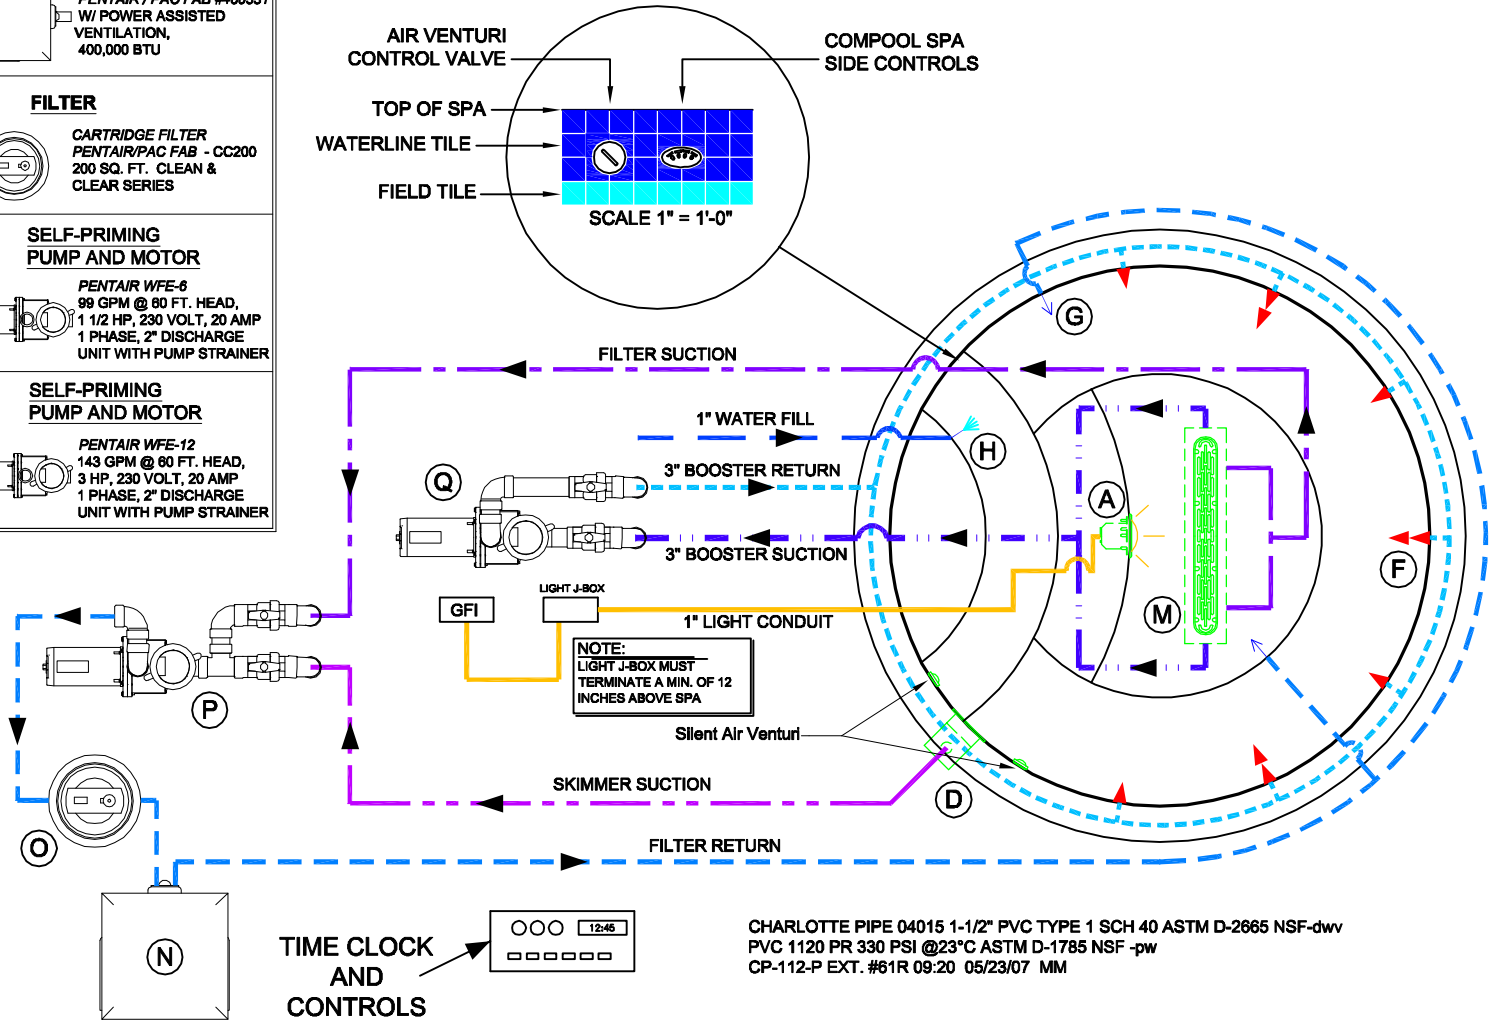 PENTAIR / PAC FAB
W/ POWER ASSISTED
VENTILATION,
400,000 BTU
FILTER
CARTRIDGE FILTER
PENTAIR/PAC FAB - CC200
200 SQ. FT. CLEAN &
CLEAR SERIES
SELF-PRIMING
PUMP AND MOTOR
PENTAIR WFE-6
99 GPM @ 60 FT. HEAD,
1 1/2 HP, 230 VOLT, 20 AMP
1 PHASE, 2" DISCHARGE
UNIT WITH PUMP STRAINER
SELF-PRIMING
PUMP AND MOTOR
PENTAIR WFE-12
143 GPM @ 60 FT. HEAD,
3 HP, 230 VOLT, 20 AMP
1 PHASE, 2" DISCHARGE
UNIT WITH PUMP STRAINER
AIR VENTURI
CONTROL VALVE
COMPOOL SPA
SIDE CONTROLS
TOP OF SPA
WATERLINE TILE
FIELD TILE
SCALE 1" = 1'-0"
G
FILTER SUCTION
1" WATER FILL
H
3" BOOSTER RETURN
Q
A
3" BOOSTER SUCTION
F
LIGHT J-BOX
GFI
1" LIGHT CONDUIT
M
NOTE:
LIGHT J-BOX MUST
TERMINATE A MIN. OF 12
INCHES ABOVE SPA
P
Silent Air Venturi
SKIMMER SUCTION
D
O
FILTER RETURN
N
TIME CLOCK
AND
CONTROLS
12:45
CHARLOTTE PIPE 04015 1-1/2" PVC TYPE 1 SCH 40 ASTM D-2665 NSF-dwv
PVC 1120 PR 330 PSI @23°C ASTM D-1785 NSF -pw
CP-112-P EXT. #61R 09:20 05/23/07 MM